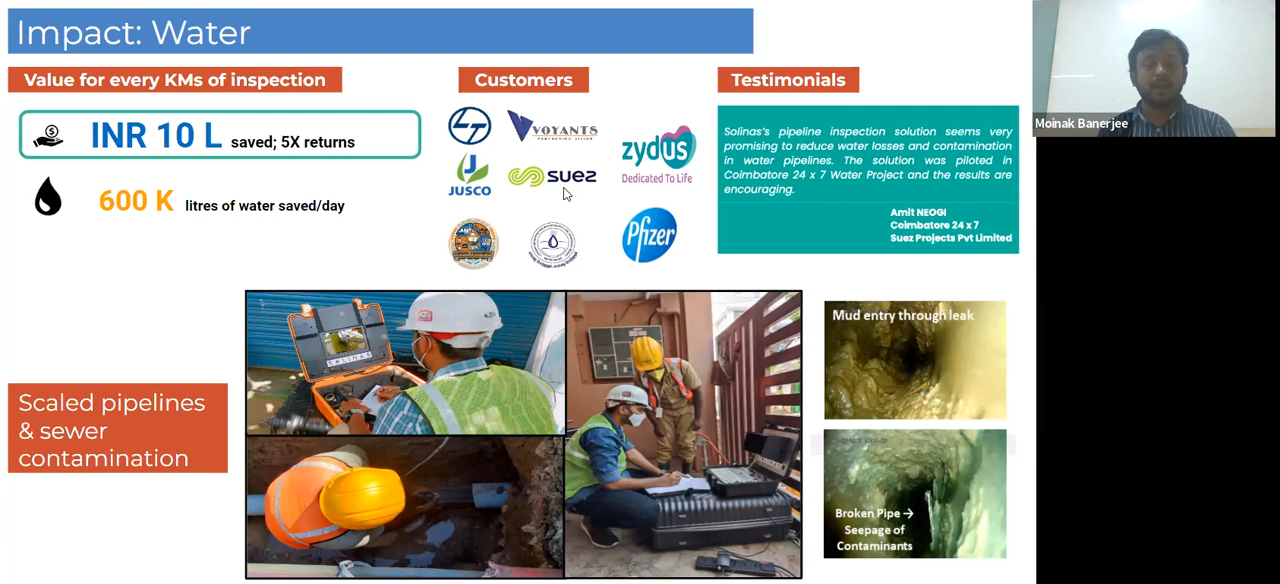 Impact: Water
Value for every KMs of inspection
INR 10 L saved; 5X returns
600 K litres of water saved/day
Customers
VOYANTS
zydus
Dedicated To Life
JUSCO
suez
Pfizer
Testimonials
Solinas's pipeline inspection solution seems very
promising to reduce water losses and contamination
in water pipelines. The solution was piloted in
Coimbatore 24 x 7 Water Project and the results are
encouraging.
Amit NEOGI
Coimbatore 24 x 7
Suez Projects Pvt Limited
Moinak Banerjee
Scaled pipelines
& sewer
contamination
SOLINAS
Mud entry through leak
Broken Pipe →
Seepage of
Contaminants